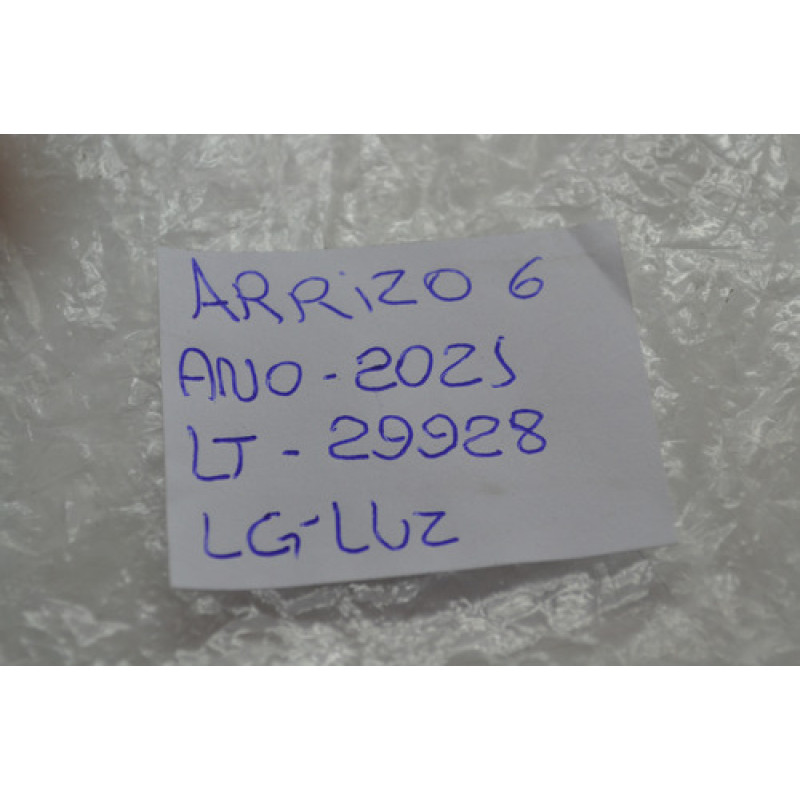 ARRizO 6
ANO - 2021
LT - 29928
LG-LUZ